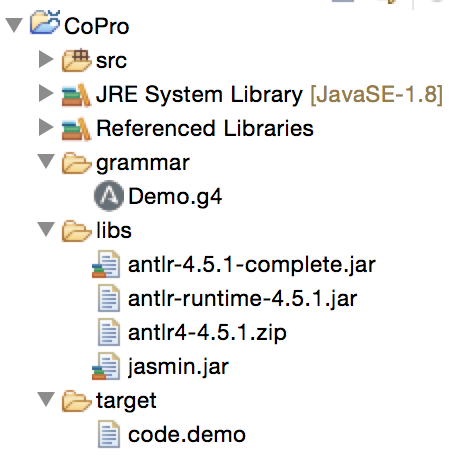 CoPro
src
JRE System Library [JavaSE-1.8]
Referenced Libraries
grammar
Demo.g4
libs
antlr-4.5.1-complete.jar
antlr-runtime-4.5.1.jar
antlr4-4.5.1.zip
jasmin.jar
target
code.demo